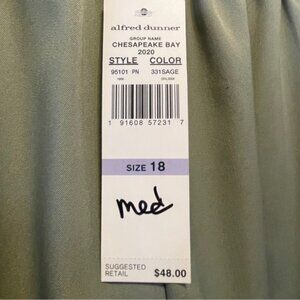 alfred dunner
GROUP NAME
CHESAPEAKE BAY
2020
STYLE COLOR
95101 PN 331SAGE
1 91608 57231 7
SIZE 18
med
SUGGESTED
RETAIL $48.00